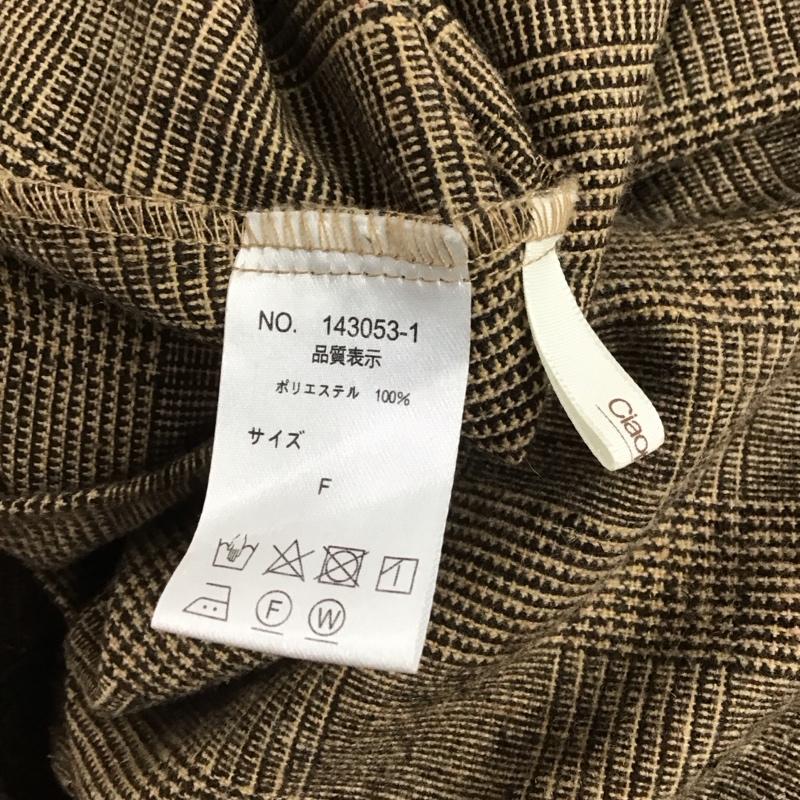 NO. 143053-1
品質表示
ポリエステル 100%
サイズ
F
F
W
Ciao